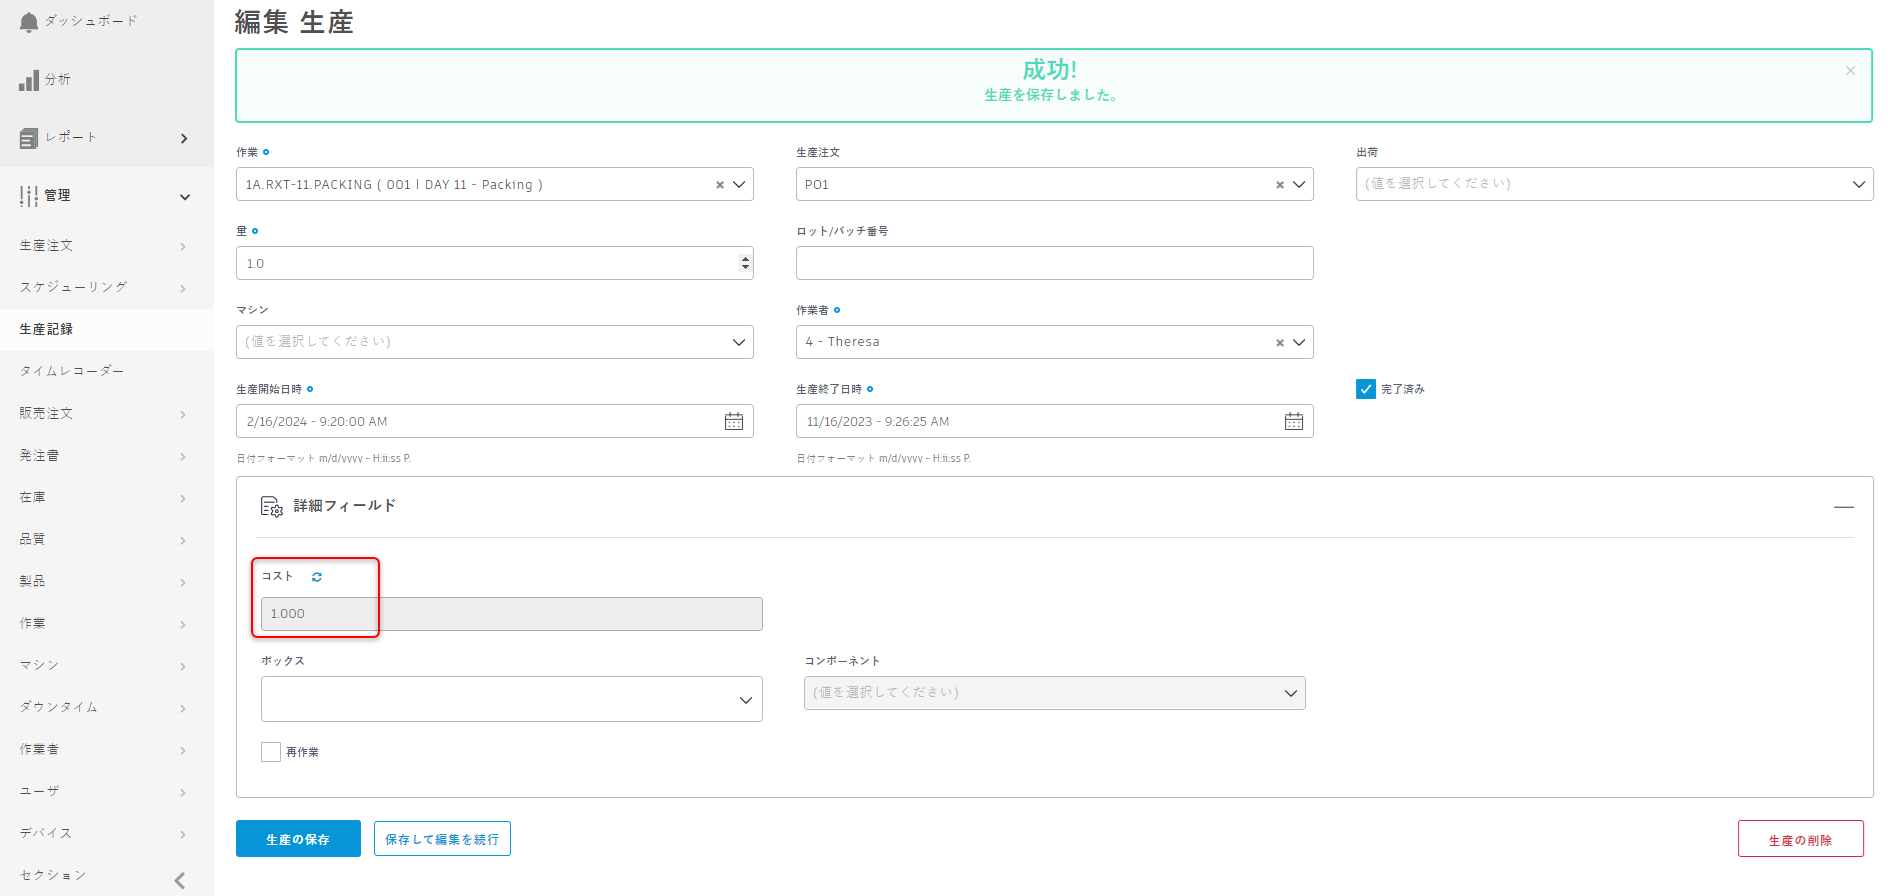 ダッシュボード
分析
レポート
管理
生産注文
スケジューリング
生産記録
タイムレコーダー
販売注文
発注書
在庫
品質
製品
作業
マシン
ダウンタイム
作業者
ユーザ
デバイス
セクション
編集 生産
成功!
生産を保存しました。
作業
1A.RXT-11.PACKING ( 001 | DAY 11 - Packing )
生産注文
PO1
出荷
(値を選択してください)
量
1.0
ロット/バッチ番号
マシン
(値を選択してください)
作業者
4 - Theresa
生産開始日時
2/16/2024 - 9:20:00 AM
日付フォーマット m/d/yyyy - H:ii:ss P.
生産終了日時
11/16/2023 - 9:26:25 AM
日付フォーマット m/d/yyyy - H:ii:ss P.
完了済み
詳細フィールド
コスト
1.000
ボックス
コンポーネント
(値を選択してください)
再作業
生産の保存
保存して編集を続行
生産の削除